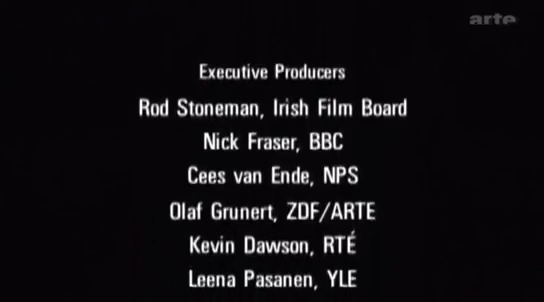 arte
Executive Producers
Rod Stoneman, Irish Film Board
Nick Fraser, BBC
Cees van Ende, NPS
Olaf Grunert, ZDF/ARTE
Kevin Dawson, RTÉ
Leena Pasanen, YLE